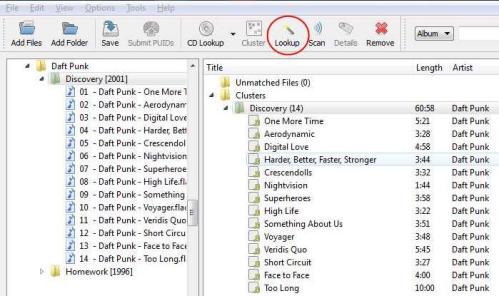 File Edit View Options Tools Help
Add Files Add Folder Save Submit PUIDs CD Lookup Cluster Lookup Scan Details Remove Album
Daft Punk
Discovery [2001]
01 - Daft Punk - One More T
02 - Daft Punk - Aerodynam
03 - Daft Punk - Digital Love
04 - Daft Punk - Harder, Bett
05 - Daft Punk - Crescendol
06 - Daft Punk - Nightvision
07 - Daft Punk - Superheroe
08 - Daft Punk - High Life.fl
09 - Daft Punk - Something
10 - Daft Punk - Voyager.fla
11 - Daft Punk - Veridis Quo
12 - Daft Punk - Short Circu
13 - Daft Punk - Face to Face
14 - Daft Punk - Too Long.fl
Homework [1996]
Title Length Artist
Unmatched Files (0)
Clusters
Discovery (14) 60:58 Daft Punk
One More Time 5:21 Daft Punk
Aerodynamic 3:28 Daft Punk
Digital Love 4:58 Daft Punk
Harder, Better, Faster, Stronger 3:44 Daft Punk
Crescendolls 3:32 Daft Punk
Nightvision 1:44 Daft Punk
Superheroes 3:58 Daft Punk
High Life 3:22 Daft Punk
Something About Us 3:51 Daft Punk
Voyager 3:48 Daft Punk
Veridis Quo 5:45 Daft Punk
Short Circuit 3:27 Daft Punk
Face to Face 4:00 Daft Punk
Too Long 10:00 Daft Punk